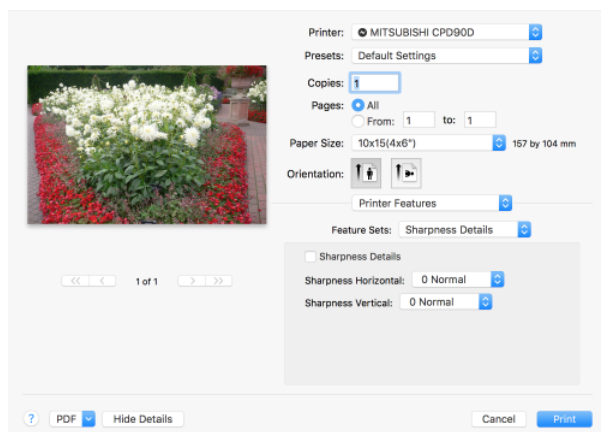 Printer: MITSUBISHI CPD90D
Presets: Default Settings
Copies: 1
Pages: All
From: 1 to: 1
Paper Size: 10x15(4x6") 157 by 104 mm
Orientation:
Printer Features
Feature Sets: Sharpness Details
Sharpness Details
Sharpness Horizontal: 0 Normal
Sharpness Vertical: 0 Normal
1 of 1
? PDF Hide Details Cancel Print